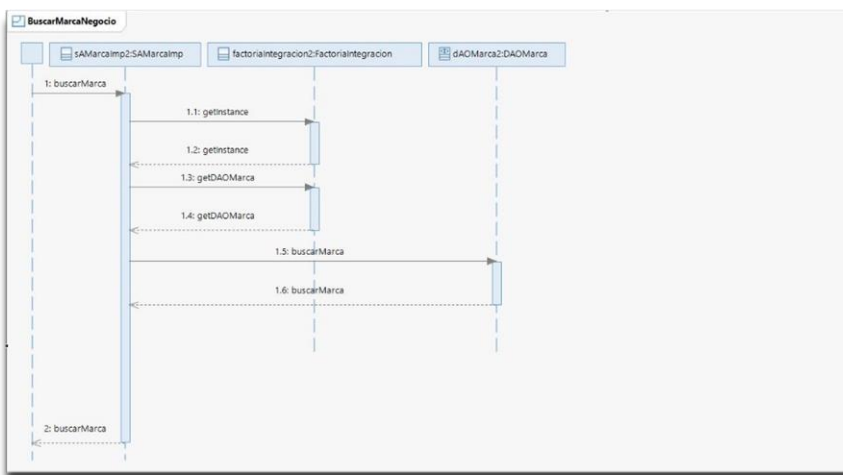 BuscarMarcaNegocio
sAMarcaImp2:SAMarcaImp
factoriaIntegracion2:FactoriaIntegracion
dAOMarca2:DAOMarca
1: buscarMarca
1.1: getInstance
1.2: getInstance
1.3: getDAOMarca
1.4: getDAOMarca
1.5: buscarMarca
1.6: buscarMarca
2: buscarMarca